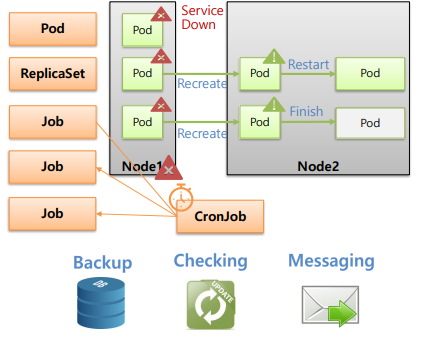 Pod
ReplicaSet
Job
Job
Job
CronJob
Pod
Service
Down
Pod
Recreate
Pod
Restart
Pod
Pod
Recreate
Pod
Finish
Pod
Node1
Node2
Backup
Checking
Messaging
DB
UPDATE